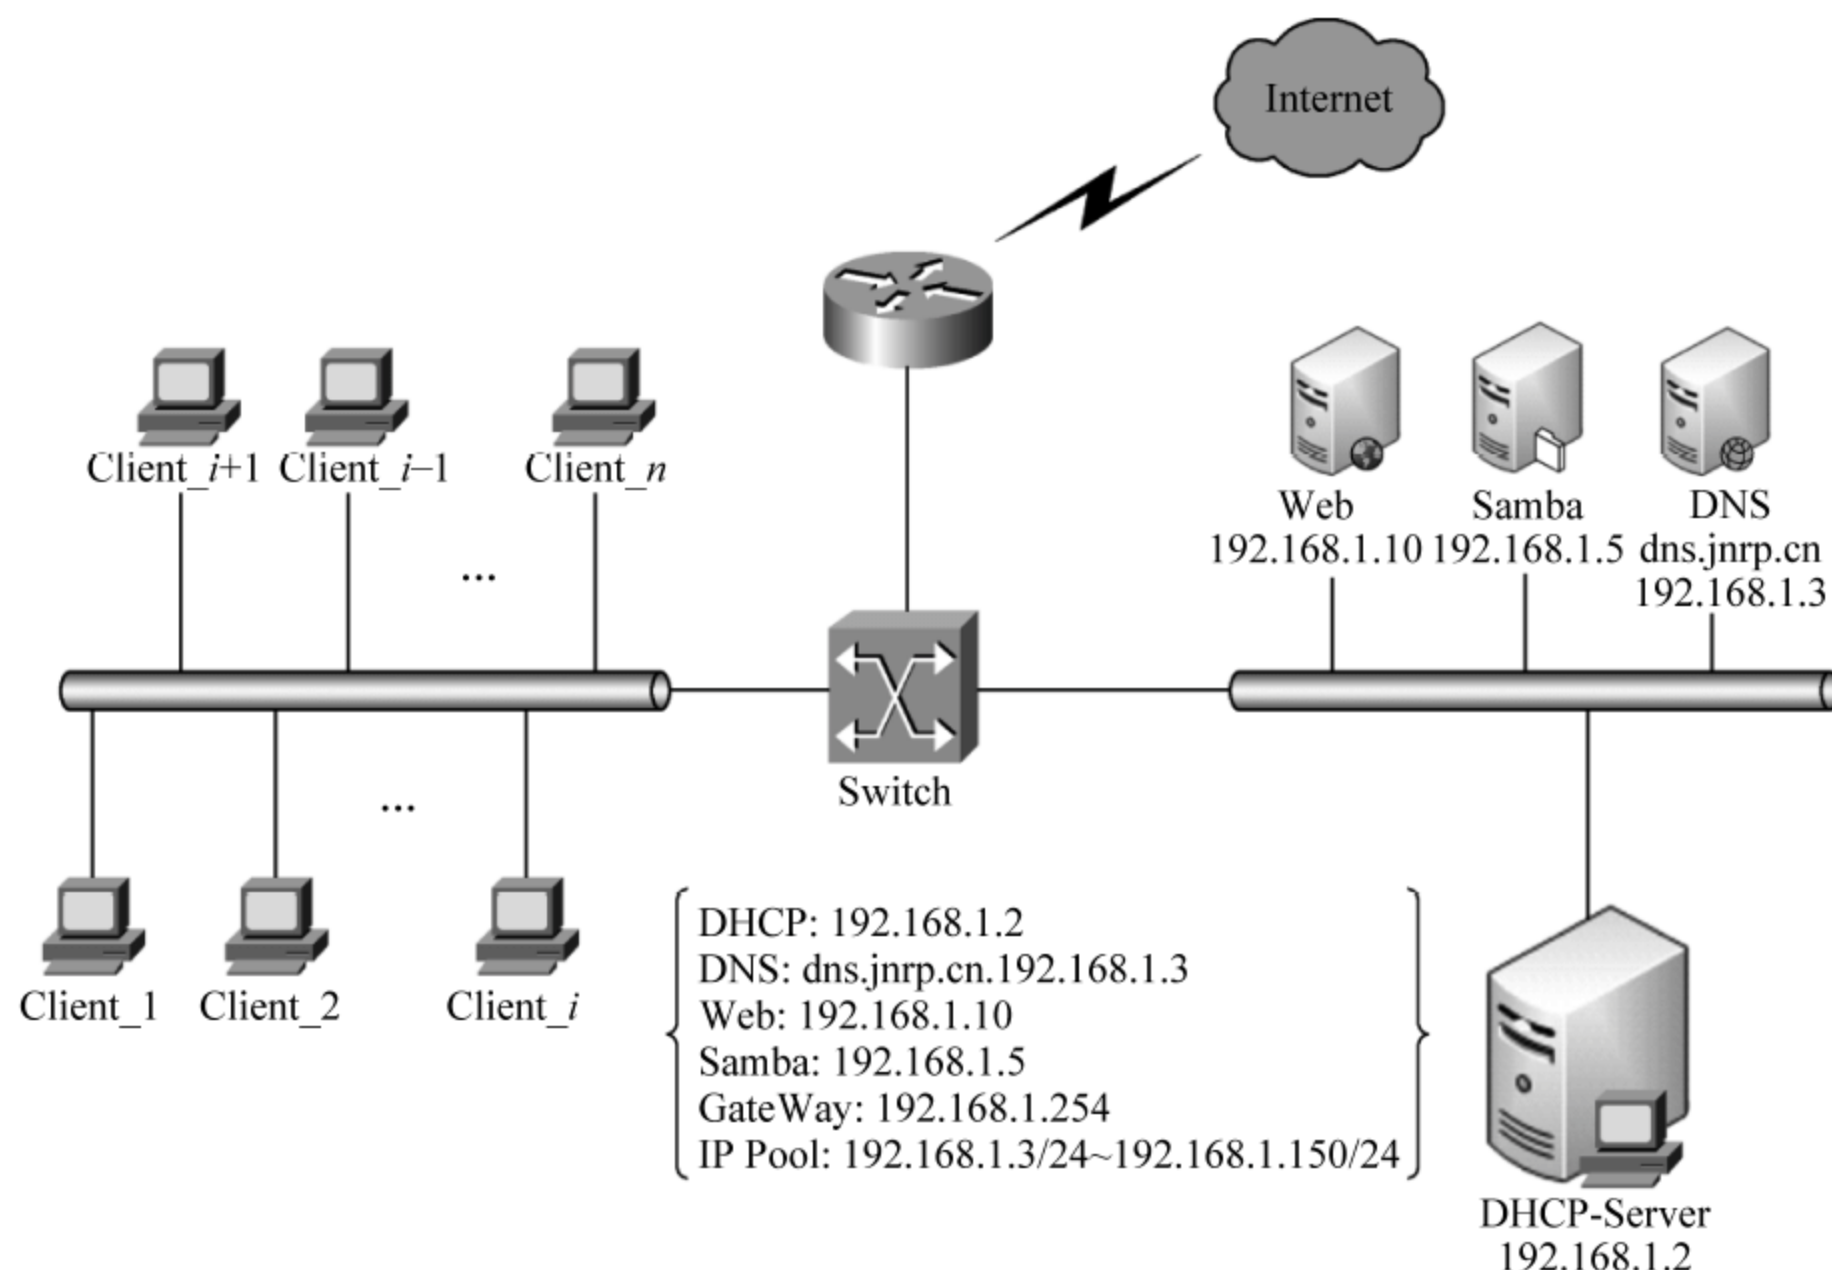 Internet
Client_i+1 Client_i–1 Client_n
...
Web
192.168.1.10
Samba
192.168.1.5
DNS
dns.jnrp.cn
192.168.1.3
Switch
...
Client_1 Client_2 Client_i
DHCP: 192.168.1.2
DNS: dns.jnrp.cn.192.168.1.3
Web: 192.168.1.10
Samba: 192.168.1.5
GateWay: 192.168.1.254
IP Pool: 192.168.1.3/24~192.168.1.150/24
DHCP-Server
192.168.1.2